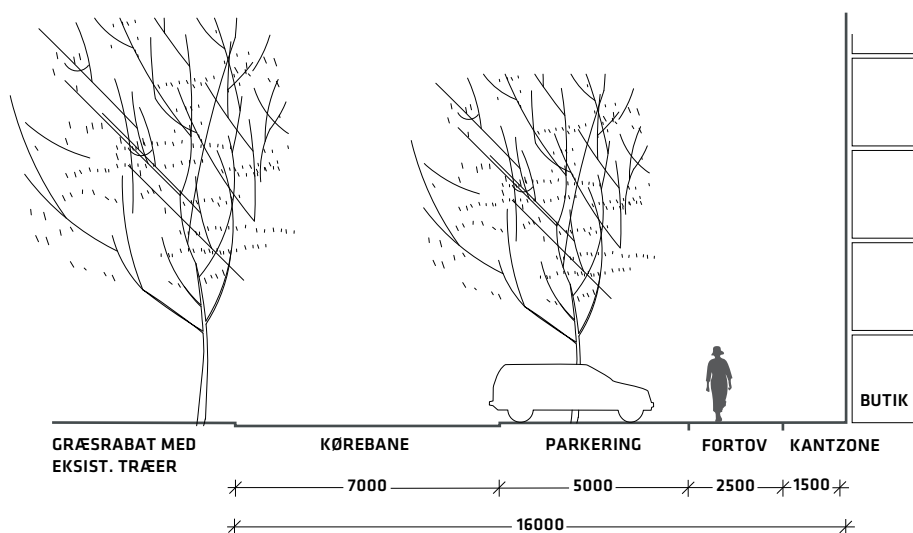 BUTIK
GRÆSRABAT MED
EKSIST. TRÆER
KØREBANE
PARKERING
FORTOV
KANTZONE
7000
5000
2500
1500
16000